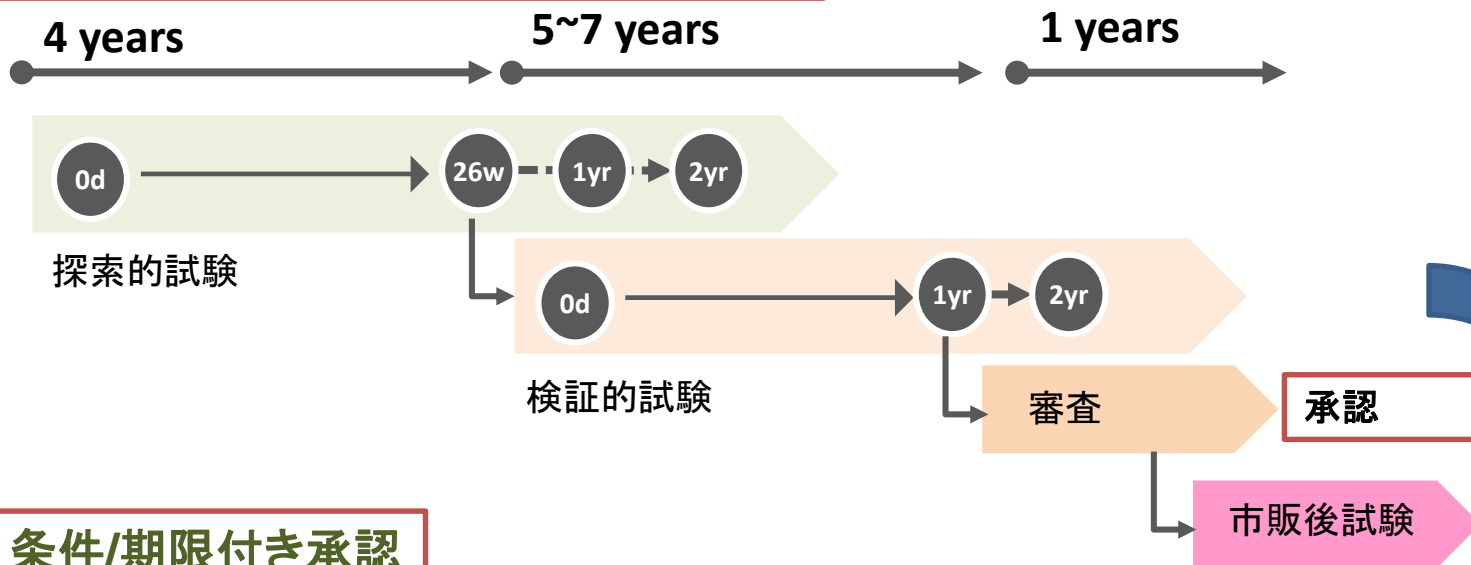 4 years
5~7 years
1 years
0d
26w
1yr
2yr
探索的試験
0d
1yr
2yr
検証的試験
審査
承認
市販後試験
条件/期限付き承認